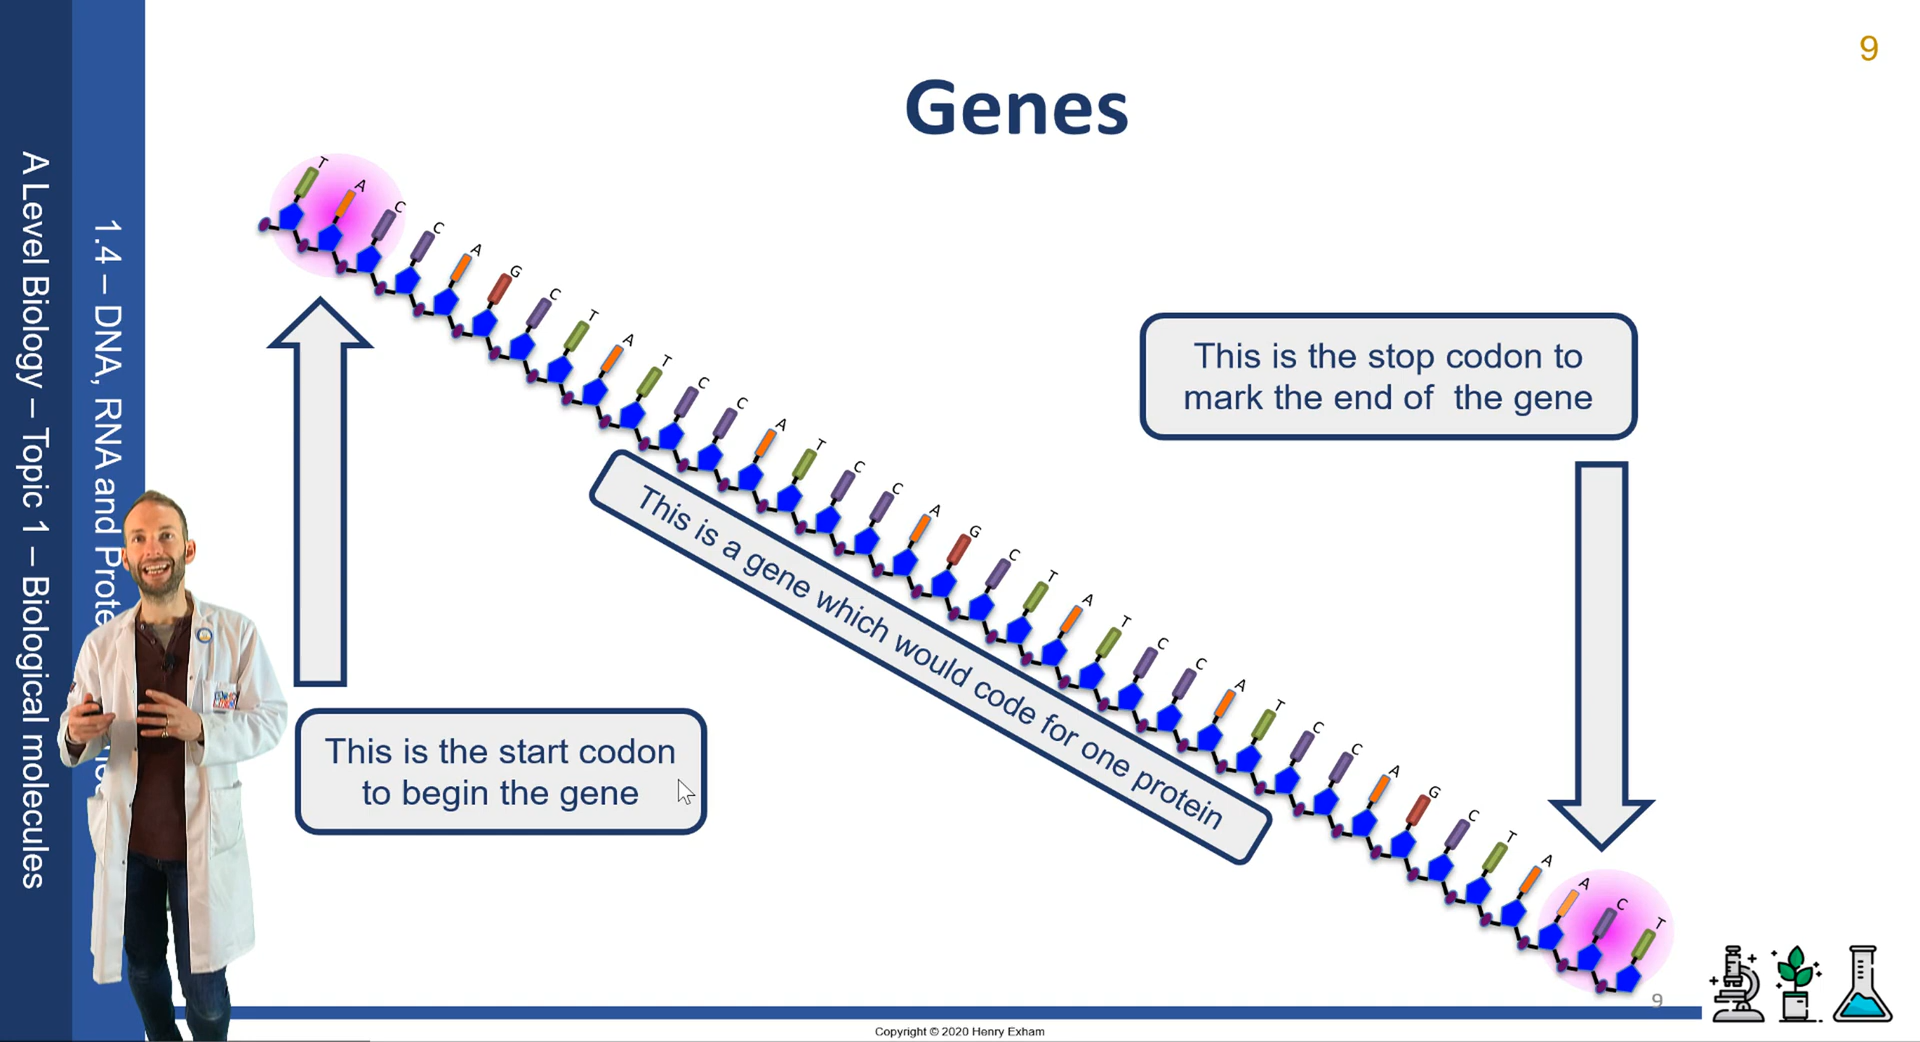 9
Genes
A Level Biology – Topic 1 – Biological molecules
1.4 – DNA, RNA and
T
A
C
C
A
G
C
T
A
T
C
C
A
T
C
C
A
G
C
T
A
T
C
C
A
T
C
C
A
G
C
T
A
A
C
T
This is the stop codon to
mark the end of  the gene
This is a gene which would code for one protein
This is the start codon
to begin the gene
9
Copyright © 2020 Henry Exham